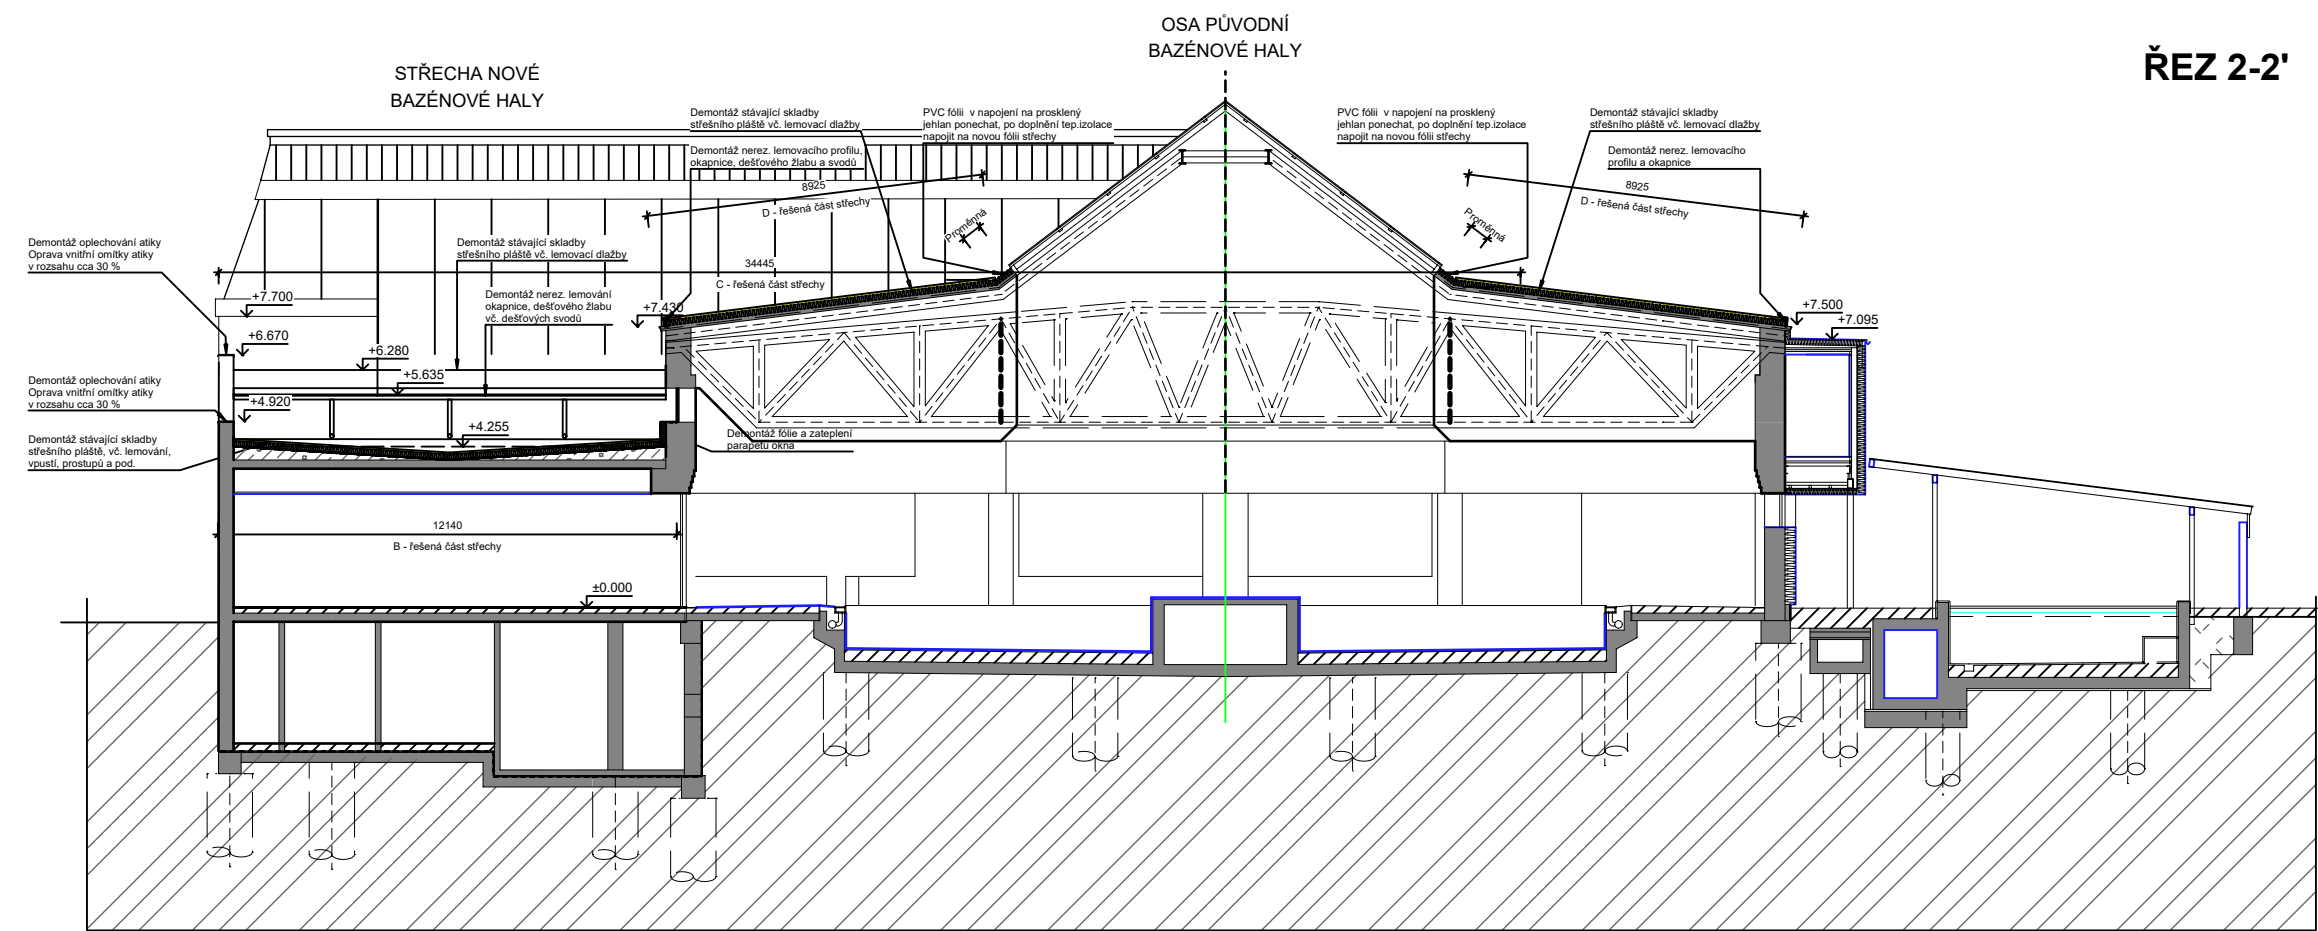 OSA PŮVODNÍ
BAZÉNOVÉ HALY
ŘEZ 2-2'
STŘECHA NOVÉ
BAZÉNOVÉ HALY
Demontáž stávající skladby
střešního pláště vč. lemovací dlažby
PVC fólii v napojení na prosklený
jehlan ponechat, po doplnění tep.izolace
napojit na novou fólii střechy
PVC fólii v napojení na prosklený
jehlan ponechat, po doplnění tep.izolace
napojit na novou fólii střechy
Demontáž stávající skladby
střešního pláště vč. lemovací dlažby
Demontáž nerez. lemovacího profilu,
okapnice, dešťového žlabu a svodů
Demontáž nerez. lemovacího
profilu a okapnice
8925
D - řešená část střechy
8925
D - řešená část střechy
Proměnná
Proměnná
Demontáž oplechování atiky
Oprava vnitřní omítky atiky
v rozsahu cca 30 %
Demontáž stávající skladby
střešního pláště vč. lemovací dlažby
34445
C - řešená část střechy
Demontáž nerez. lemování
okapnice, dešťového žlabu
vč. dešťových svodů
+7.700
+7.430
+7.500
+7.095
+6.670
+6.280
+5.635
Demontáž oplechování atiky
Oprava vnitřní omítky atiky
v rozsahu cca 30 %
+4.920
+4.255
Demontáž fólie a zateplení
parapetu okna
Demontáž stávající skladby
střešního pláště, vč. lemování,
vpustí, prostupů a pod.
12140
B - řešená část střechy
±0.000